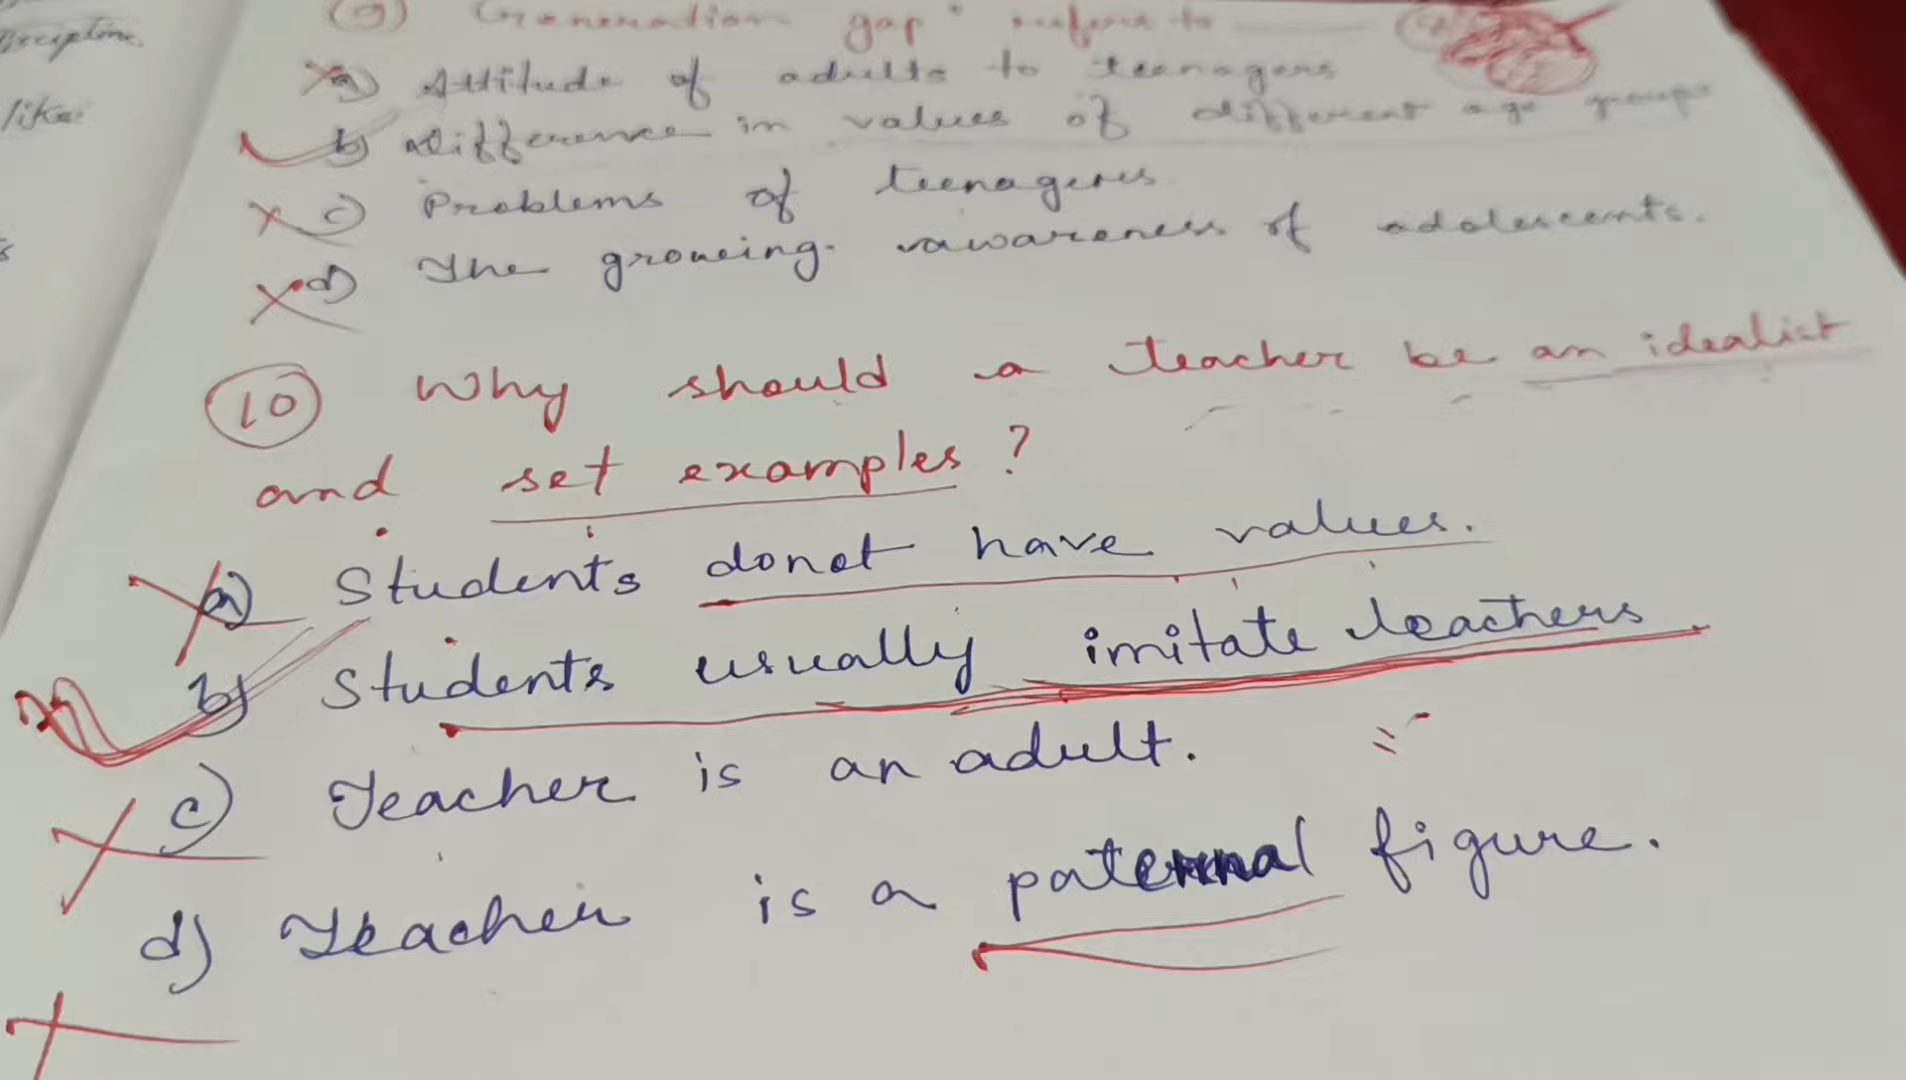 (9) Generation gap" refers to
a) Attitude of adults to teenagers
b) Difference in values of different age groups
c) Problems of teenagers
d) The growing awareness of adolescents.
10 Why should a teacher be an idealist
and set examples ?
a) Students donot have values.
b) Students usually imitate teachers
c) Teacher is an adult.
d) Teacher is a paternal figure.
like